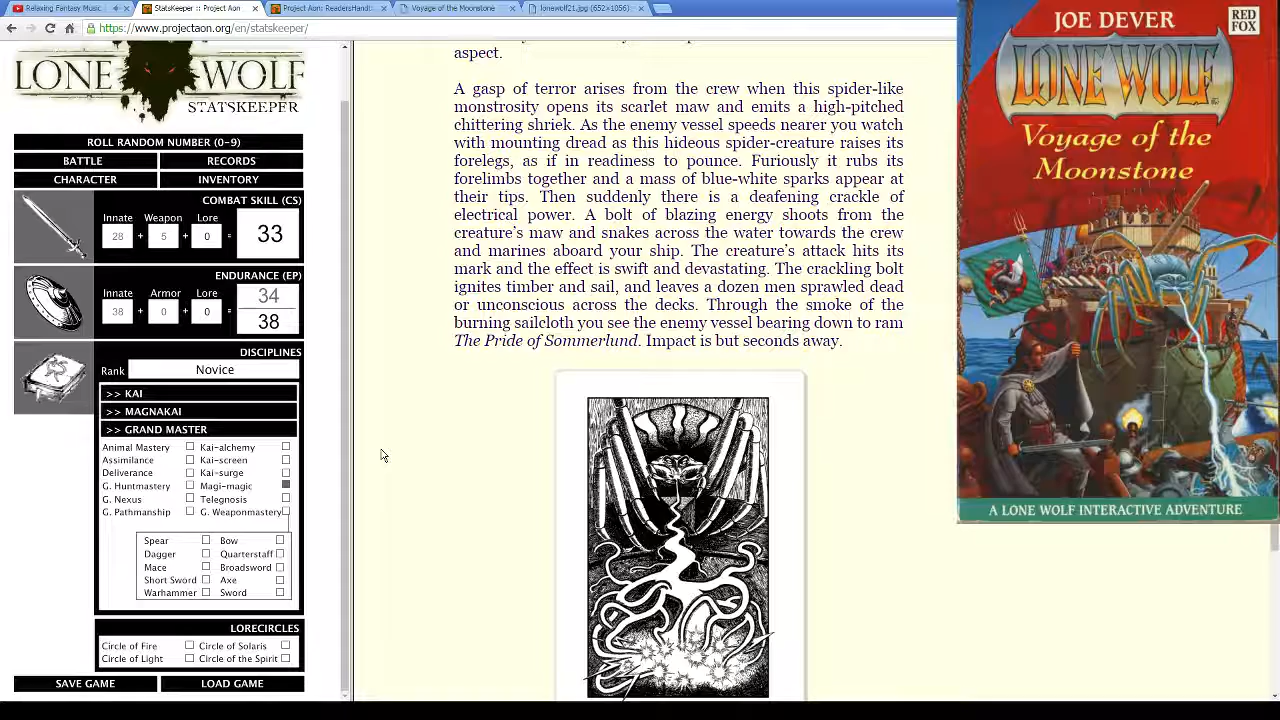 Relaxing Fantasy Music
StatsKeeper :: Project Aon
Project Aon: ReadersHandl
Voyage of the Moonstone
lonewolf21.jpg (652×1056)
https://www.projectaon.org/en/statskeeper/
LONE WOLF
STATSKEEPER
ROLL RANDOM NUMBER (0-9)
BATTLE RECORDS
CHARACTER INVENTORY
COMBAT SKILL (CS)
Innate Weapon Lore
28 + 5 + 0 = 33
ENDURANCE (EP)
Innate Armor Lore
34
38 + 0 + 0 = 38
DISCIPLINES
Rank Novice
>> KAI
>> MAGNAKAI
>> GRAND MASTER
Animal Mastery Kai-alchemy
Assimilance Kai-screen
Deliverance Kai-surge
G. Huntmastery Magi-magic
G. Nexus Telegnosis
G. Pathmanship G. Weaponmastery
Spear Bow
Dagger Quarterstaff
Mace Broadsword
Short Sword Axe
Warhammer Sword
LORECIRCLES
Circle of Fire Circle of Solaris
Circle of Light Circle of the Spirit
SAVE GAME LOAD GAME
aspect.
A gasp of terror arises from the crew when this spider-like
monstrosity opens its scarlet maw and emits a high-pitched
chittering shriek. As the enemy vessel speeds nearer you watch
with mounting dread as this hideous spider-creature raises its
forelegs, as if in readiness to pounce. Furiously it rubs its
forelimbs together and a mass of blue-white sparks appear at
their tips. Then suddenly there is a deafening crackle of
electrical power. A bolt of blazing energy shoots from the
creature's maw and snakes across the water towards the crew
and marines aboard your ship. The creature's attack hits its
mark and the effect is swift and devastating. The crackling bolt
ignites timber and sail, and leaves a dozen men sprawled dead
or unconscious across the decks. Through the smoke of the
burning sailcloth you see the enemy vessel bearing down to ram
The Pride of Sommerlund. Impact is but seconds away.
JOE DEVER
RED
FOX
LONE WOLF
Voyage of the
Moonstone
A LONE WOLF INTERACTIVE ADVENTURE